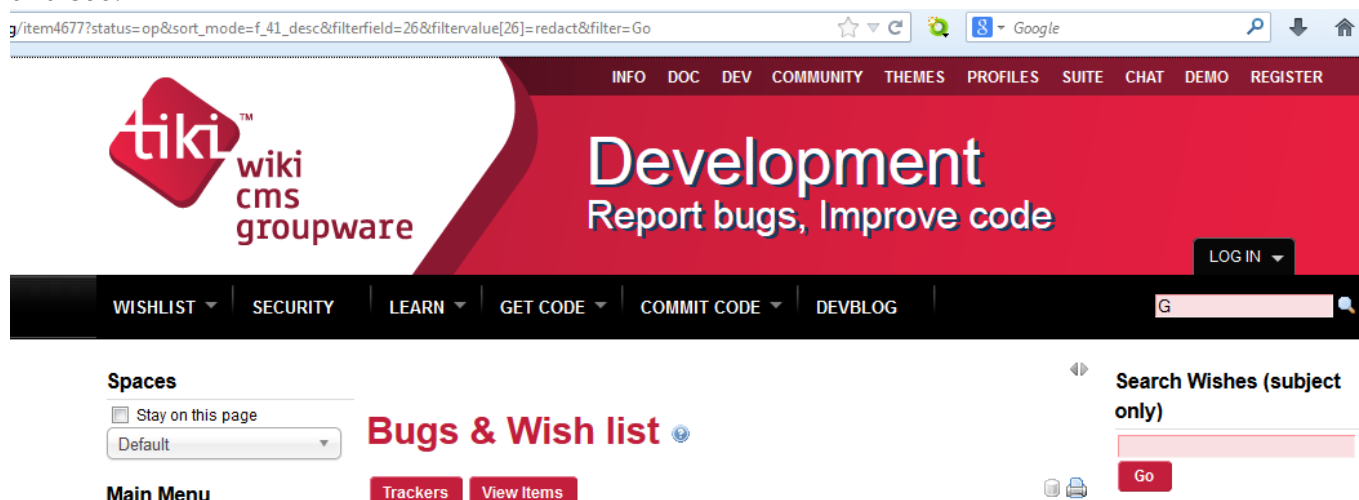 g/item4677?status=op&sort_mode=f_41_desc&filterfield=26&filtervalue[26]=redact&filter=Go
Google
INFO DOC DEV COMMUNITY THEMES PROFILES SUITE CHAT DEMO REGISTER
tiki™
wiki
cms
groupware
Development
Report bugs, Improve code
LOG IN
WISHLIST SECURITY LEARN GET CODE COMMIT CODE DEVBLOG
G
Spaces
Stay on this page
Default
Main Menu
Bugs & Wish list
Trackers View Items
Search Wishes (subject
only)
Go